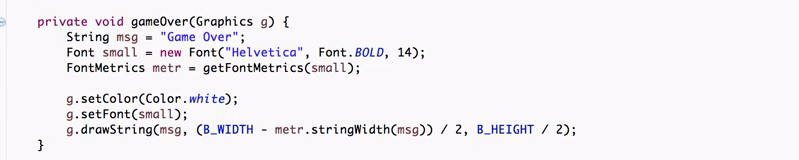 private void gameOver(Graphics g) {
    String msg = "Game Over";
    Font small = new Font("Helvetica", Font.BOLD, 14);
    FontMetrics metr = getFontMetrics(small);

    g.setColor(Color.white);
    g.setFont(small);
    g.drawString(msg, (B_WIDTH - metr.stringWidth(msg)) / 2, B_HEIGHT / 2);
}